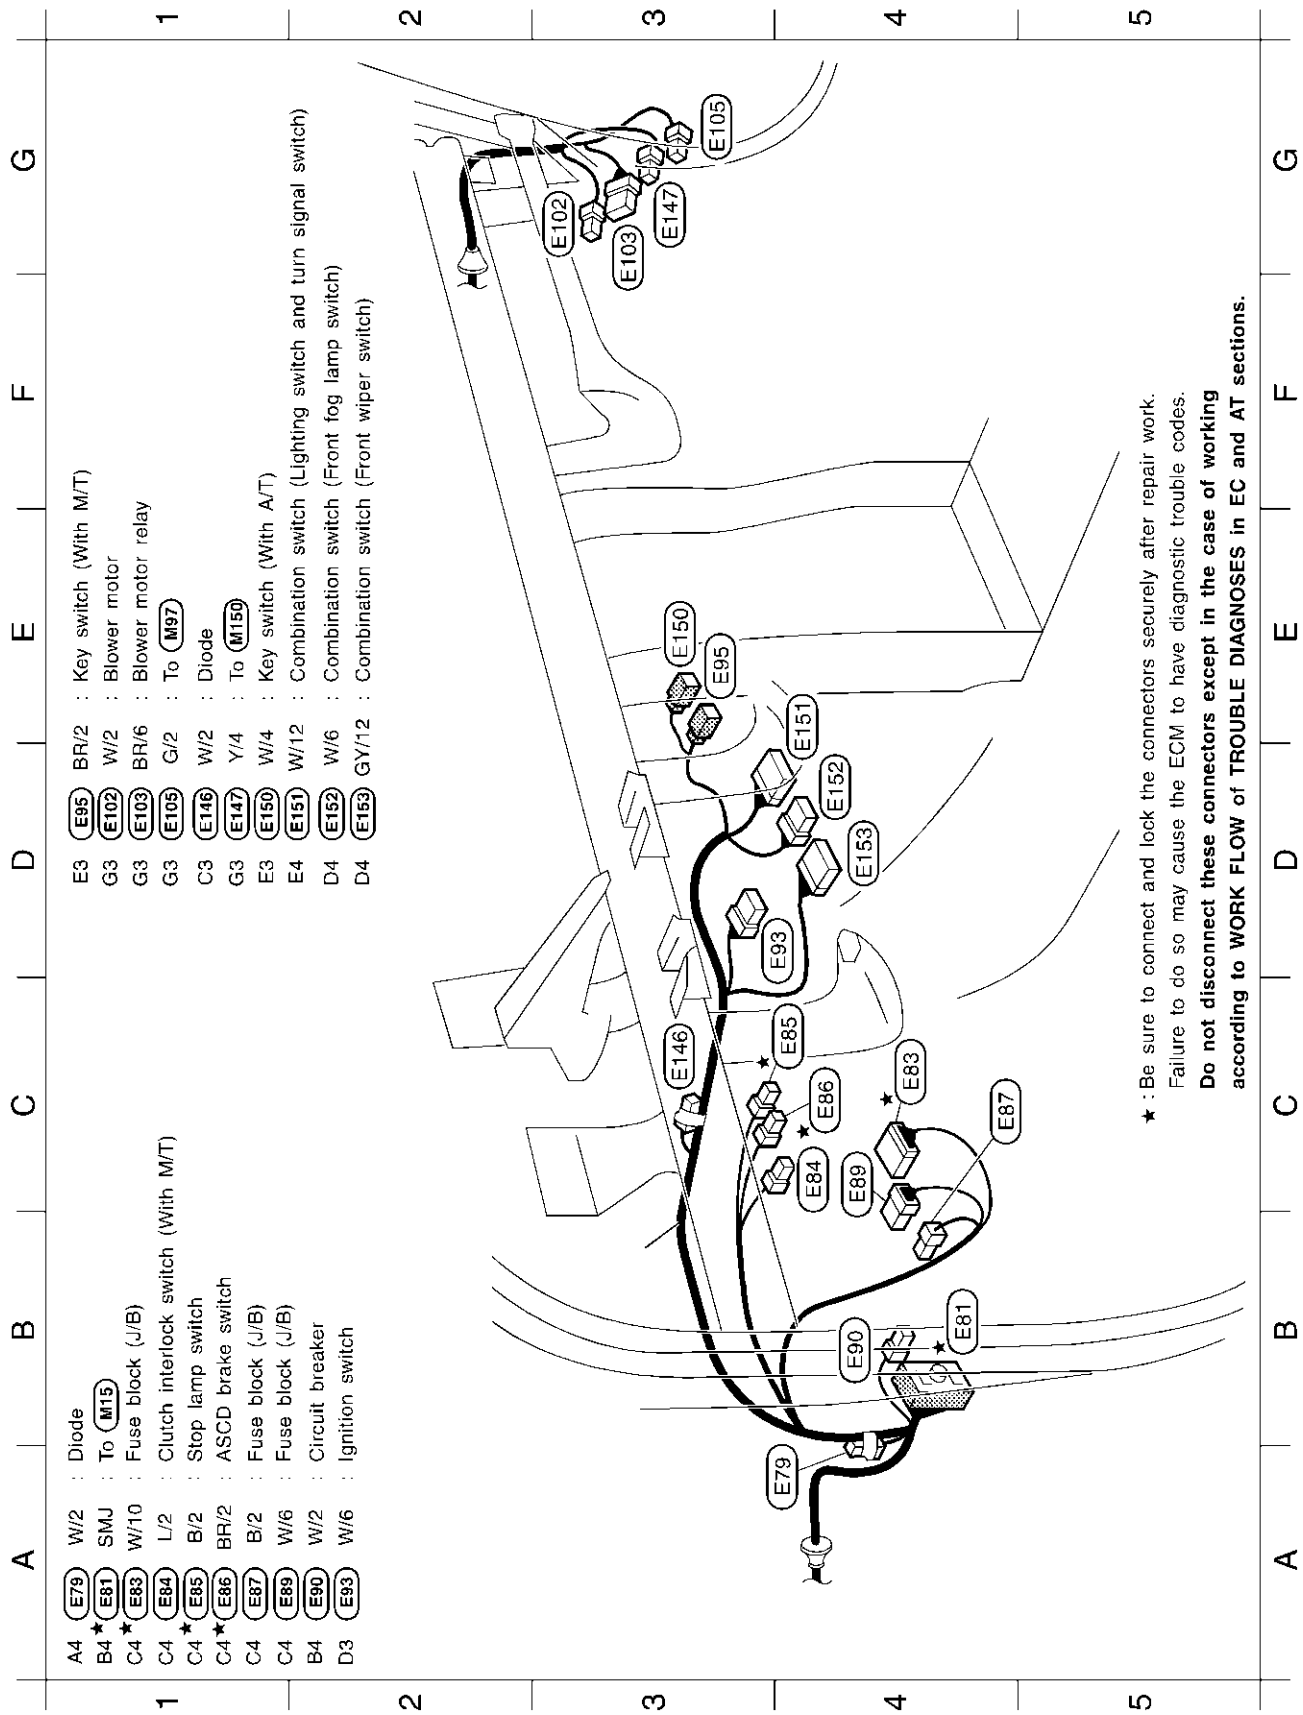 A B C D E F G
1
2
3
4
5
A4 E79 W/2 : Diode
B4 ★ E81 SMJ : To M15
C4 ★ E83 W/10 : Fuse block (J/B)
C4 E84 L/2 : Clutch interlock switch (With M/T)
C4 ★ E85 B/2 : Stop lamp switch
C4 ★ E86 BR/2 : ASCD brake switch
C4 E87 B/2 : Fuse block (J/B)
C4 E89 W/6 : Fuse block (J/B)
B4 E90 W/2 : Circuit breaker
D3 E93 W/6 : Ignition switch
E3 E95 BR/2 : Key switch (With M/T)
G3 E102 W/2 : Blower motor
G3 E103 BR/6 : Blower motor relay
G3 E105 G/2 : To M97
C3 E146 W/2 : Diode
G3 E147 Y/4 : To M150
E3 E150 W/4 : Key switch (With A/T)
E4 E151 W/12 : Combination switch (Lighting switch and turn signal switch)
D4 E152 W/6 : Combination switch (Front fog lamp switch)
D4 E153 GY/12 : Combination switch (Front wiper switch)
E102
E103
E147
E105
E150
E95
E151
E152
E153
E93
E146
★ E85
E86 ★
E84
E89
★ E83
E87
E90
★ E81
E79
★ : Be sure to connect and lock the connectors securely after repair work.
Failure to do so may cause the ECM to have diagnostic trouble codes.
Do not disconnect these connectors except in the case of working
according to WORK FLOW of TROUBLE DIAGNOSES in EC and AT sections.
1
2
3
4
5
A B C D E F G